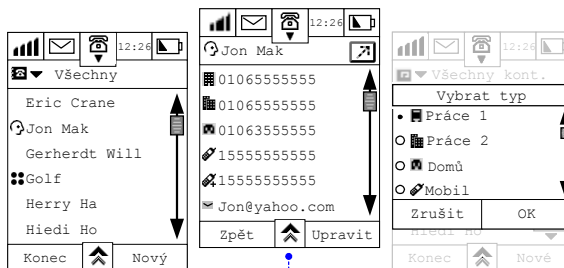 12:26
Všechny
Eric Crane
Jon Mak
Gerherdt Will
Golf
Herry Ha
Hiedi Ho
Konec
Nový
12:26
Jon Mak
01065555555
01065555555
01063555555
15555555555
15555555555
Jon@yahoo.com
Zpět
Upravit
12:26
Všechny kont.
Vybrat typ
Práce 1
Práce 2
Domů
Mobil
Zrušit
OK
Hiedi Ho
Konec
Nové